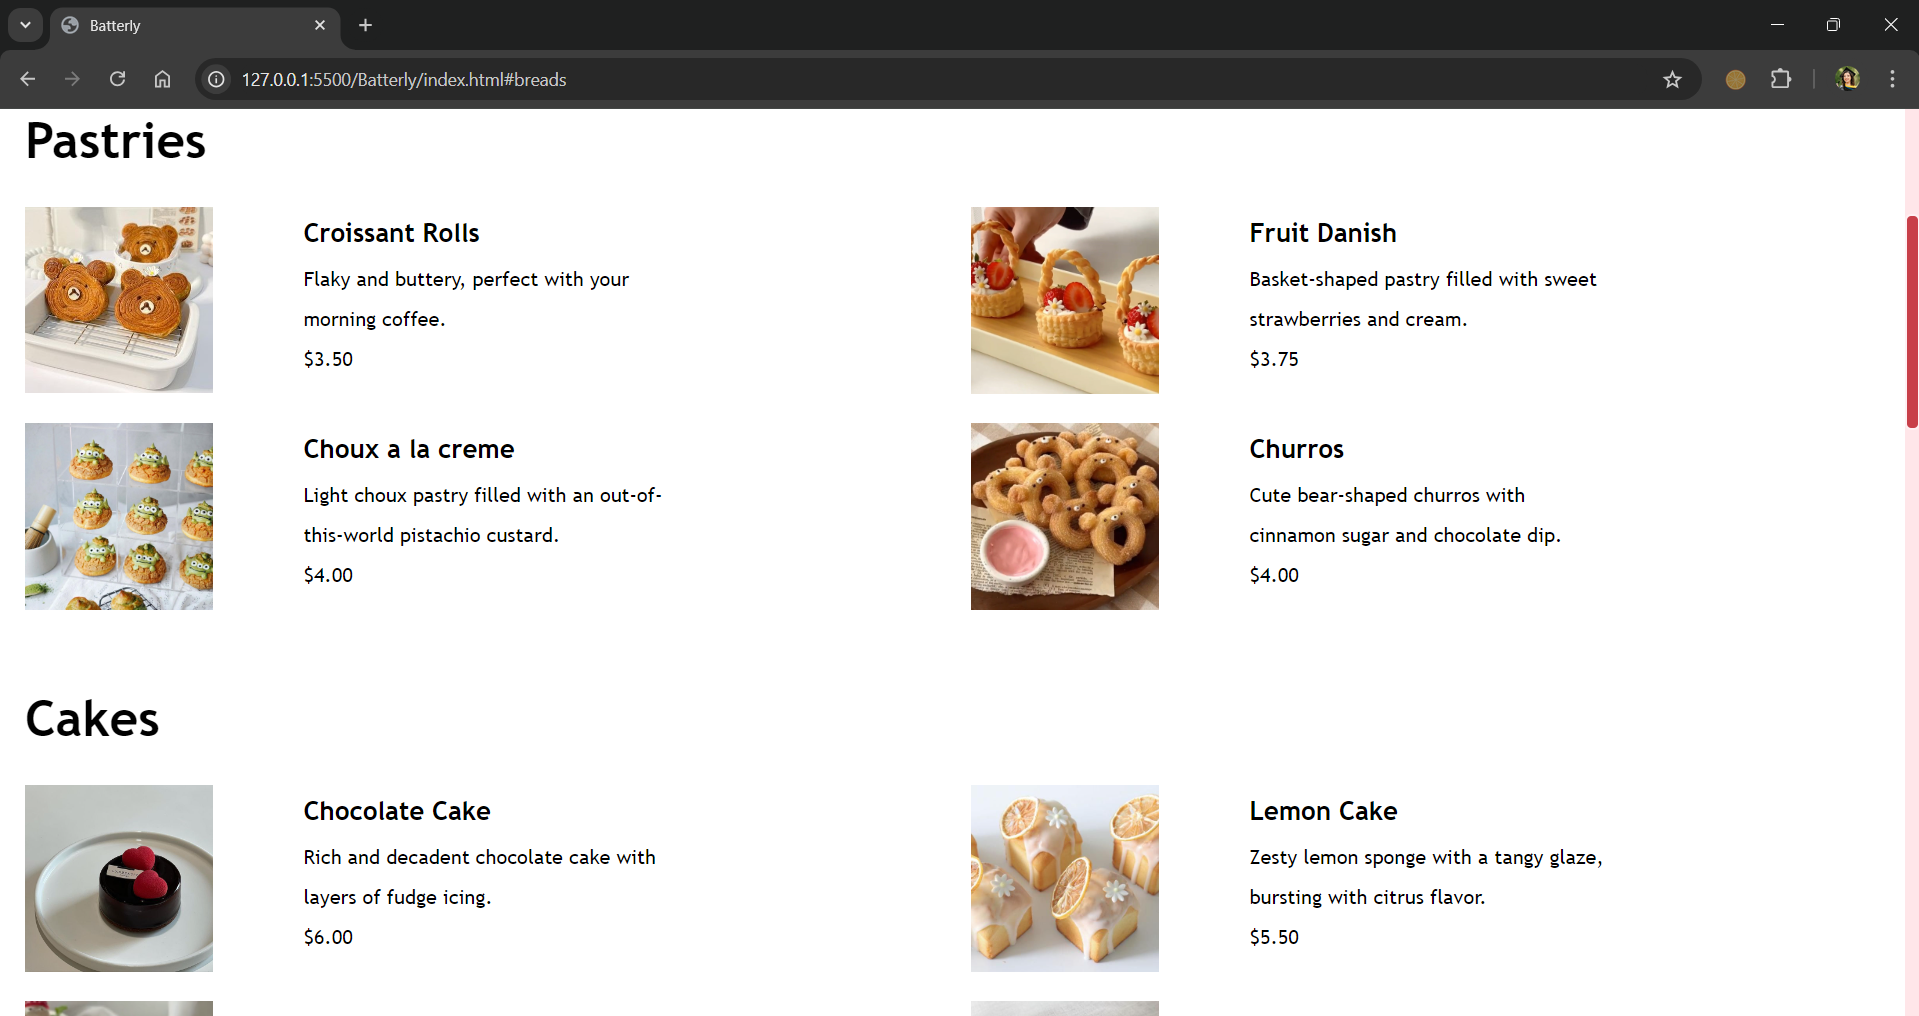 Batterly
127.0.0.1:5500/Batterly/index.html#breads
Pastries
Croissant Rolls
Flaky and buttery, perfect with your
morning coffee.
$3.50
Fruit Danish
Basket-shaped pastry filled with sweet
strawberries and cream.
$3.75
Choux a la creme
Light choux pastry filled with an out-of-
this-world pistachio custard.
$4.00
Churros
Cute bear-shaped churros with
cinnamon sugar and chocolate dip.
$4.00
Cakes
Chocolate Cake
Rich and decadent chocolate cake with
layers of fudge icing.
$6.00
Lemon Cake
Zesty lemon sponge with a tangy glaze,
bursting with citrus flavor.
$5.50